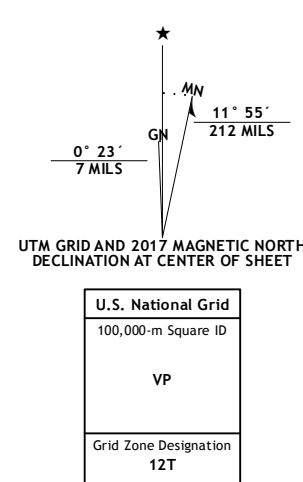 ★
MN
GN
11° 55´
212 MILS
0° 23´
7 MILS
UTM GRID AND 2017 MAGNETIC NORTH
DECLINATION AT CENTER OF SHEET
U.S. National Grid
100,000-m Square ID
VP
Grid Zone Designation
12T